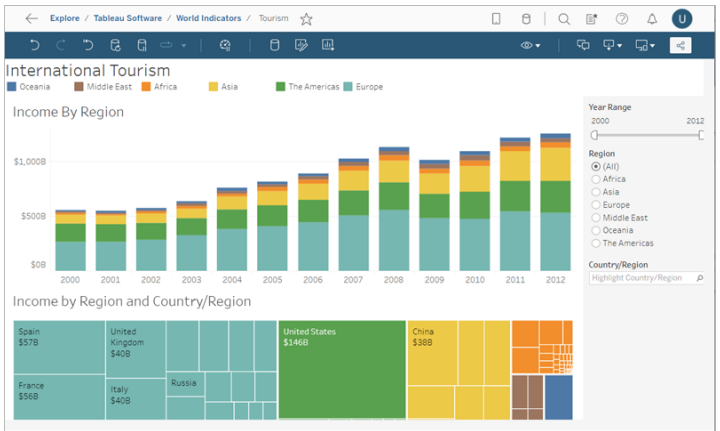 Explore / Tableau Software / World Indicators / Tourism
U
International Tourism
Oceania Middle East Africa Asia The Americas Europe
Income By Region
$1,000B
$500B
$0B
2000 2001 2002 2003 2004 2005 2006 2007 2008 2009 2010 2011 2012
Income by Region and Country/Region
Spain
$57B
France
$56B
United
Kingdom
$40B
Italy
$40B
Russia
United States
$146B
China
$38B
Year Range
2000 2012
Region
(All)
Africa
Asia
Europe
Middle East
Oceania
The Americas
Country/Region
Highlight Country/Region